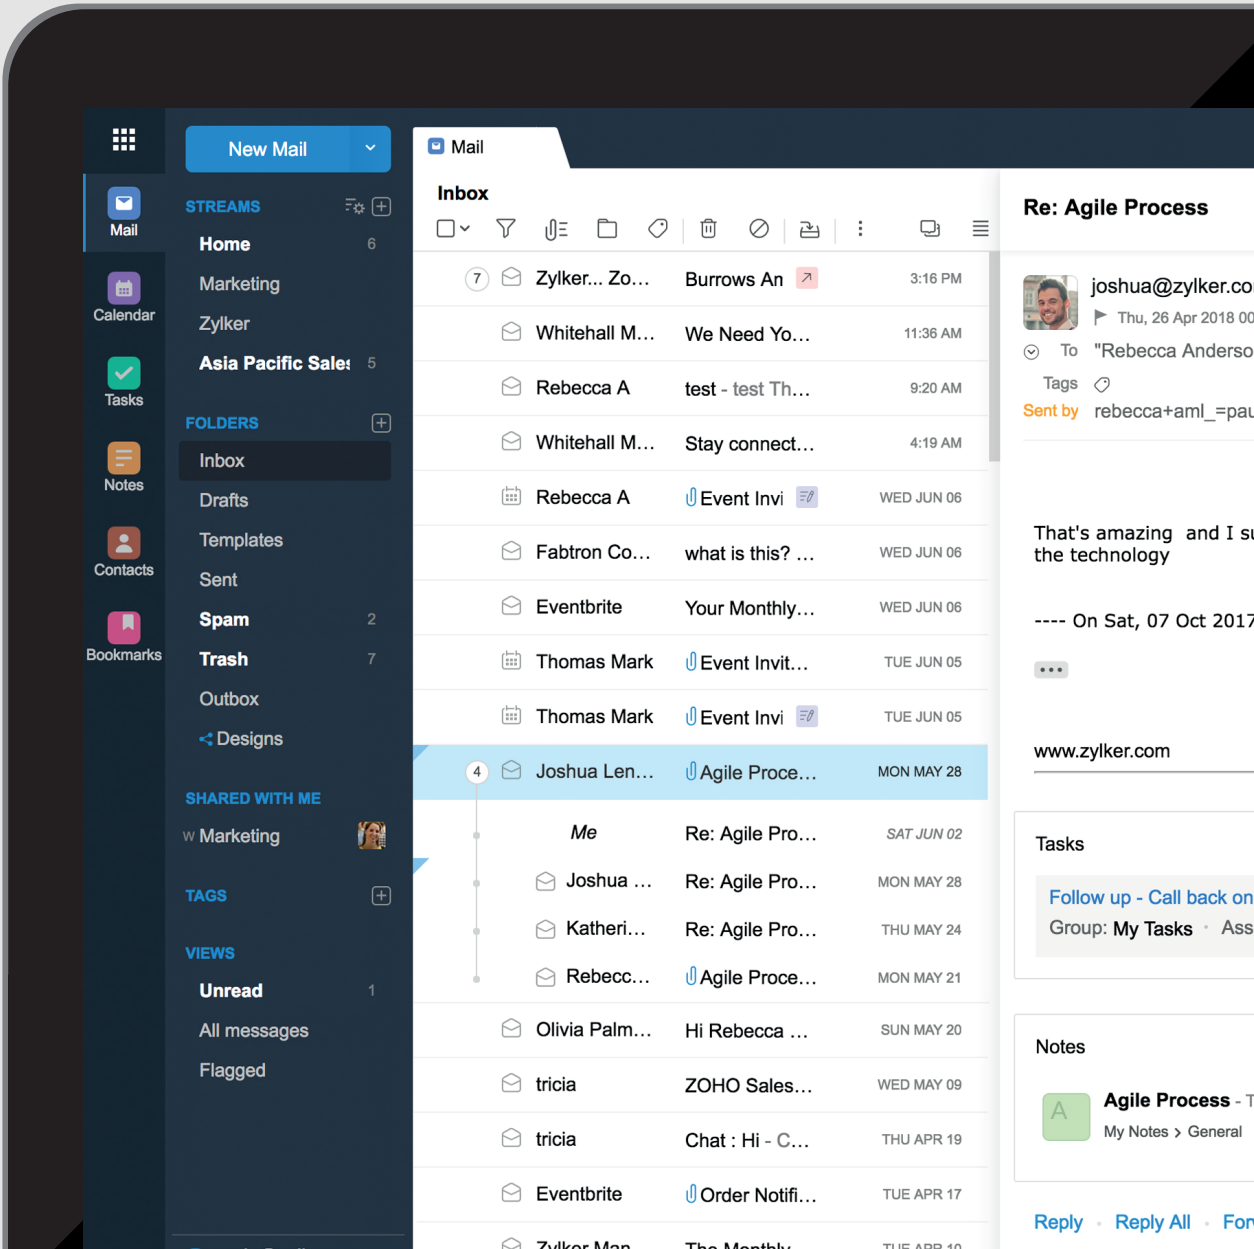 New Mail
Mail
Calendar
Tasks
Notes
Contacts
Bookmarks
STREAMS
Home 6
Marketing
Zylker
Asia Pacific Sales 5
FOLDERS
Inbox
Drafts
Templates
Sent
Spam 2
Trash 7
Outbox
Designs
SHARED WITH ME
W Marketing
TAGS
VIEWS
Unread 1
All messages
Flagged
Mail
Inbox
7 Zylker... Zo... Burrows An 3:16 PM
Whitehall M... We Need Yo... 11:36 AM
Rebecca A test - test Th... 9:20 AM
Whitehall M... Stay connect... 4:19 AM
Rebecca A Event Invi WED JUN 06
Fabtron Co... what is this? ... WED JUN 06
Eventbrite Your Monthly... WED JUN 06
Thomas Mark Event Invit... TUE JUN 05
Thomas Mark Event Invi TUE JUN 05
4 Joshua Len... Agile Proce... MON MAY 28
Me Re: Agile Pro... SAT JUN 02
Joshua ... Re: Agile Pro... MON MAY 28
Katheri... Re: Agile Pro... THU MAY 24
Rebecc... Agile Proce... MON MAY 21
Olivia Palm... Hi Rebecca ... SUN MAY 20
tricia ZOHO Sales... WED MAY 09
tricia Chat : Hi - C... THU APR 19
Eventbrite Order Notifi... TUE APR 17
Zylker Man The Monthly TUE APR 10
Re: Agile Process
joshua@zylker.co
Thu, 26 Apr 2018 00
To "Rebecca Anderso
Tags
Sent by rebecca+aml_=pau
That's amazing and I su
the technology
---- On Sat, 07 Oct 2017
www.zylker.com
Tasks
Follow up - Call back on
Group: My Tasks · Ass
Notes
A
Agile Process - T
My Notes > General
Reply · Reply All · For